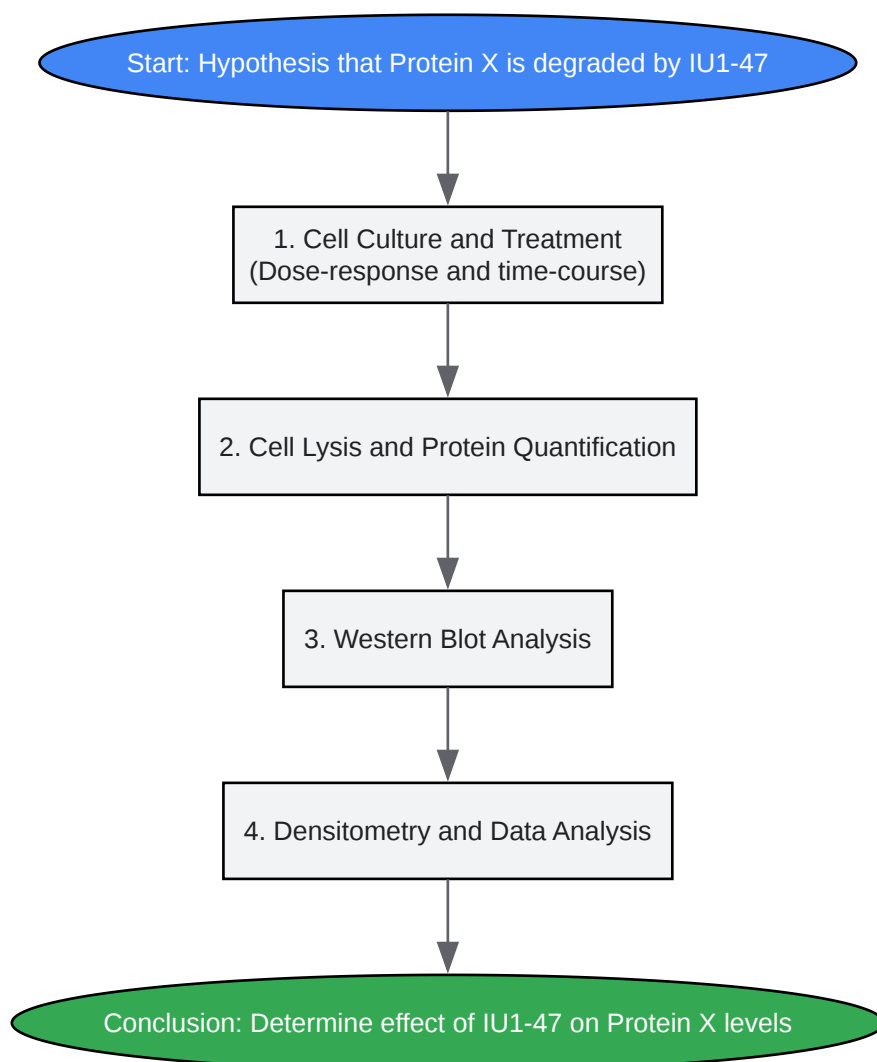 Start: Hypothesis that Protein X is degraded by IU1-47
1. Cell Culture and Treatment
(Dose-response and time-course)
2. Cell Lysis and Protein Quantification
3. Western Blot Analysis
4. Densitometry and Data Analysis
Conclusion: Determine effect of IU1-47 on Protein X levels